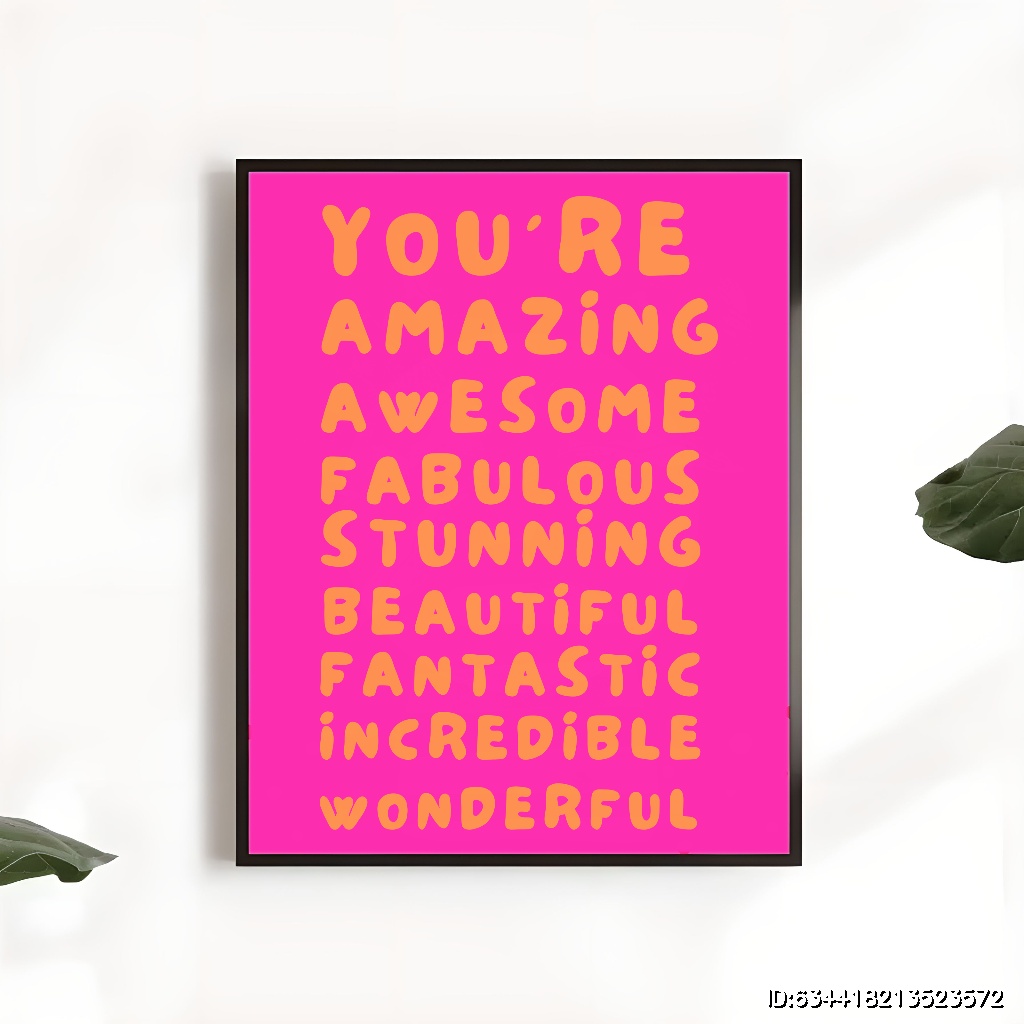 YOU'RE
AMAZiNG
AWESOME
FABULOUS
STUNNiNG
BEAUTiFUL
FANTASTiC
iNCREDiBLE
WONDERFUL
ID:634418213523572